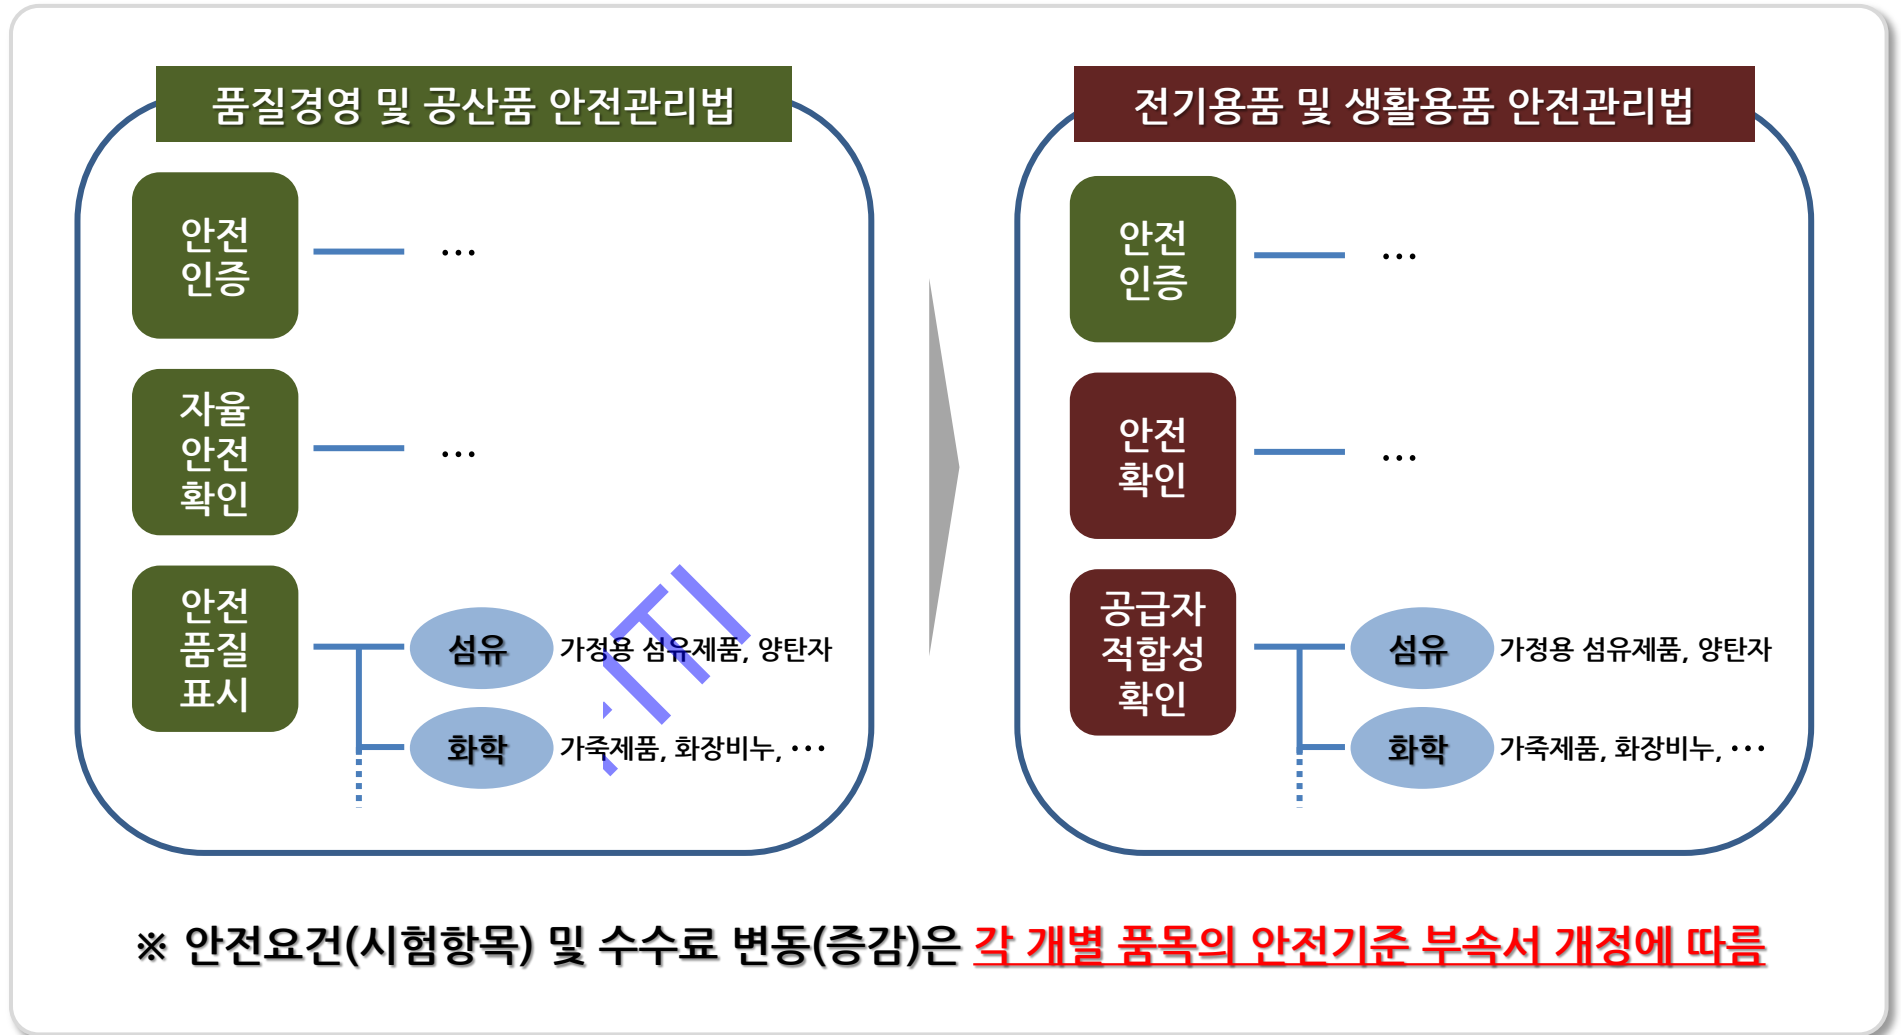 품질경영 및 공산품 안전관리법
안전
인증
…
자율
안전
확인
…
안전
품질
표시
섬유
가정용 섬유제품, 양탄자
화학
가죽제품, 화장비누, …
전기용품 및 생활용품 안전관리법
안전
인증
…
안전
확인
…
공급자
적합성
확인
섬유
가정용 섬유제품, 양탄자
화학
가죽제품, 화장비누, …
※ 안전요건(시험항목) 및 수수료 변동(증감)은 각 개별 품목의 안전기준 부속서 개정에 따름